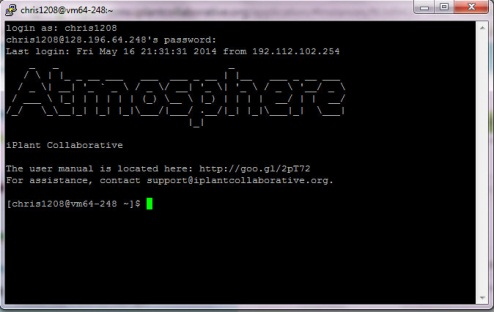 chris1208@vm64-248:~
login as: chris1208
chris1208@128.196.64.248's password:
Last login: Fri May 16 21:31:31 2014 from 192.112.102.254
Atmosphere
iPlant Collaborative
The user manual is located here: http://goo.gl/2pT72
For assistance, contact support@iplantcollaborative.org.
[chris1208@vm64-248 ~]$